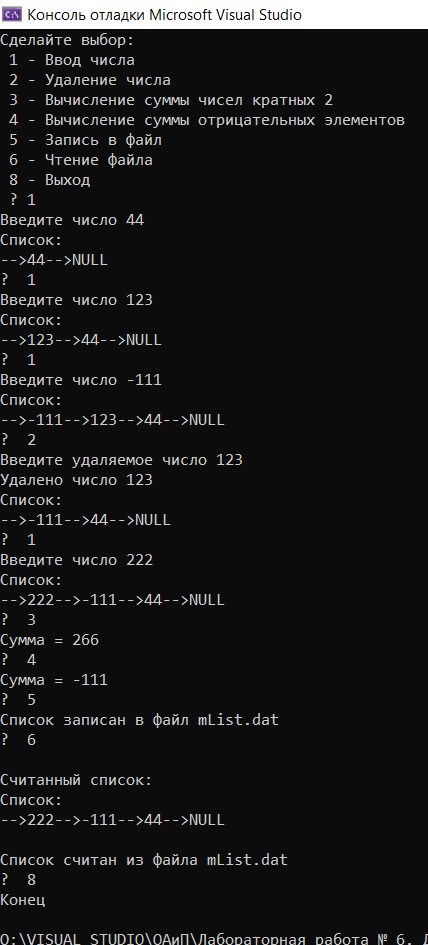 Консоль отладки Microsoft Visual Studio
Сделайте выбор:
1 - Ввод числа
2 - Удаление числа
3 - Вычисление суммы чисел кратных 2
4 - Вычисление суммы отрицательных элементов
5 - Запись в файл
6 - Чтение файла
8 - Выход
? 1
Введите число 44
Список:
-->44-->NULL
?  1
Введите число 123
Список:
-->123-->44-->NULL
?  1
Введите число -111
Список:
-->-111-->123-->44-->NULL
?  2
Введите удаляемое число 123
Удалено число 123
Список:
-->-111-->44-->NULL
?  1
Введите число 222
Список:
-->222-->-111-->44-->NULL
?  3
Сумма = 266
?  4
Сумма = -111
?  5
Список записан в файл mList.dat
?  6
Считанный список:
Список:
-->222-->-111-->44-->NULL
Список считан из файла mList.dat
?  8
Конец
O:\VISUAL STUDIO\ОАиП\Лабораторная работа № 6.